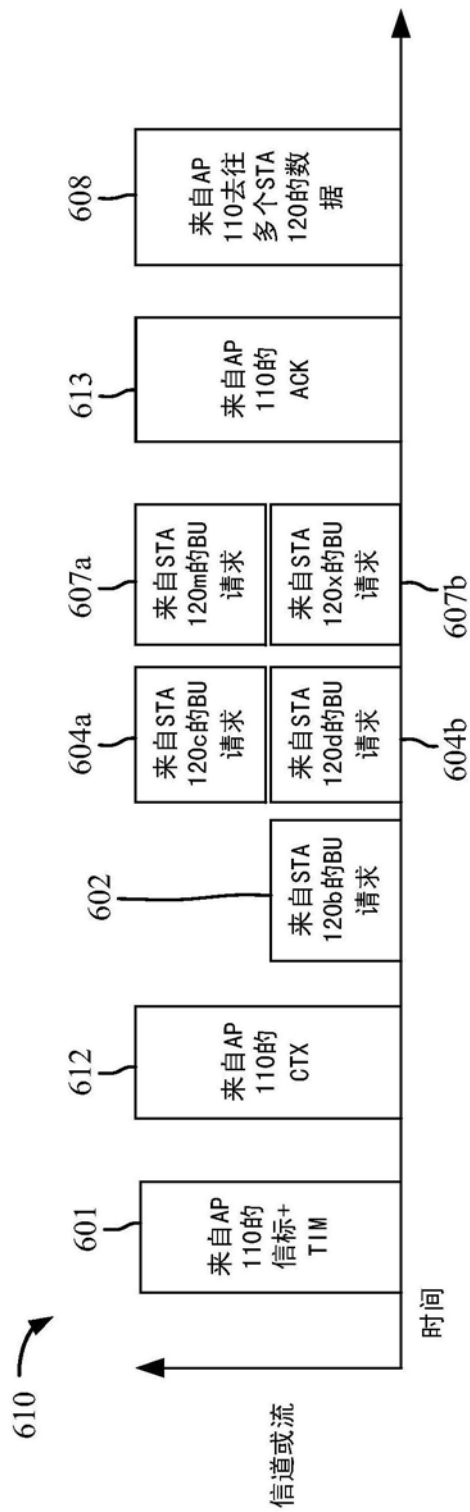 610
601
612
602
604a
607a
613
608
来自AP
110的
信标+
TIM
来自AP
110的
CTX
来自STA
120b的BU
请求
来自STA
120c的BU
请求
来自STA
120d的BU
请求
604b
来自STA
120m的BU
请求
来自STA
120x的BU
请求
607b
来自AP
110的
ACK
来自AP
110去往
多个STA
120的数
据
信道或流
时间